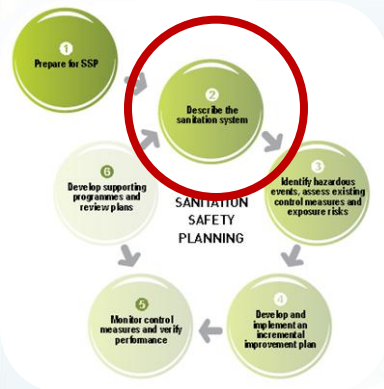 1
Prepare for SSP
2
Describe the
sanitation system
3
Identify hazardous
events, assess existing
control measures and
exposure risks
4
Develop and
implement an
incremental
improvement plan
5
Monitor control
measures and verify
performance
6
Develop supporting
programmes and
review plans
SANITATION
SAFETY
PLANNING